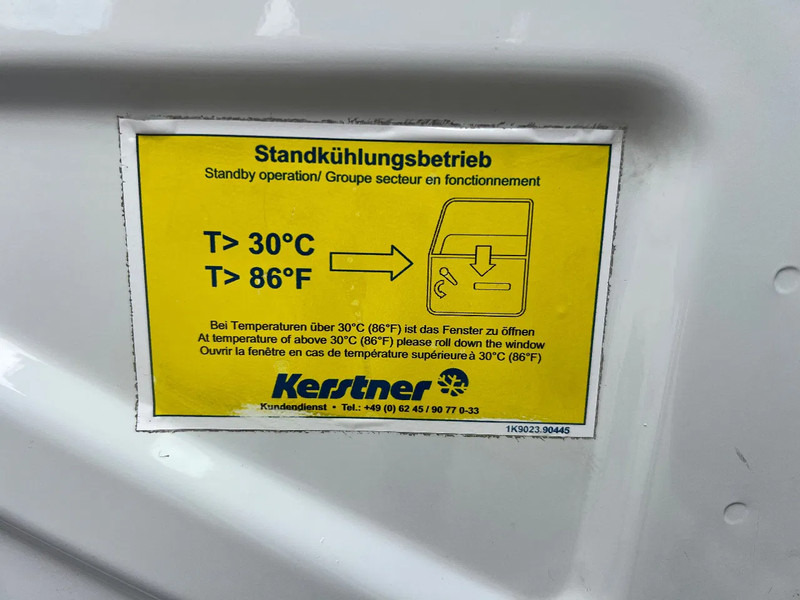 Standkühlungsbetrieb
Standby operation/ Groupe secteur en fonctionnement
T> 30°C
T> 86°F
Bei Temperaturen über 30°C (86°F) ist das Fenster zu öffnen
At temperature of above 30°C (86°F) please roll down the window
Ouvrir la fenêtre en cas de température supérieure à 30°C (86°F)
Kerstner
Kundendienst • Tel.: +49 (0) 62 45 / 90 77 0-33
1K9023.90445